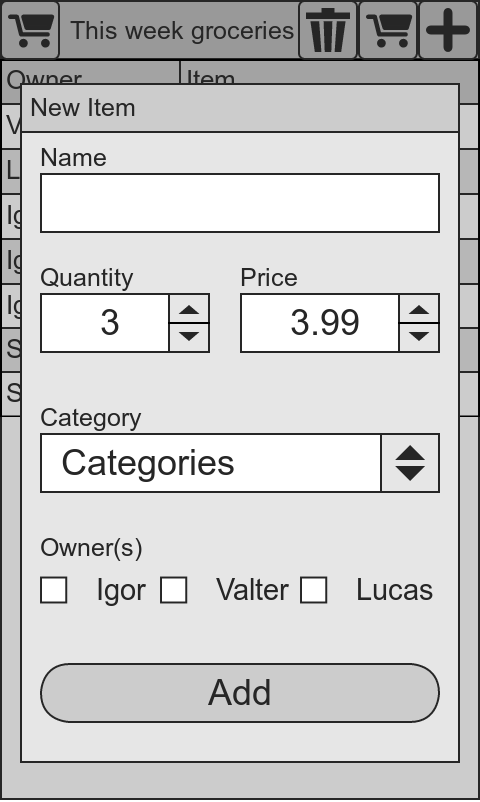 This week groceries
Owner Item
New Item
Name
Quantity Price
3 3.99
Category
Categories
Owner(s)
Igor Valter Lucas
Add